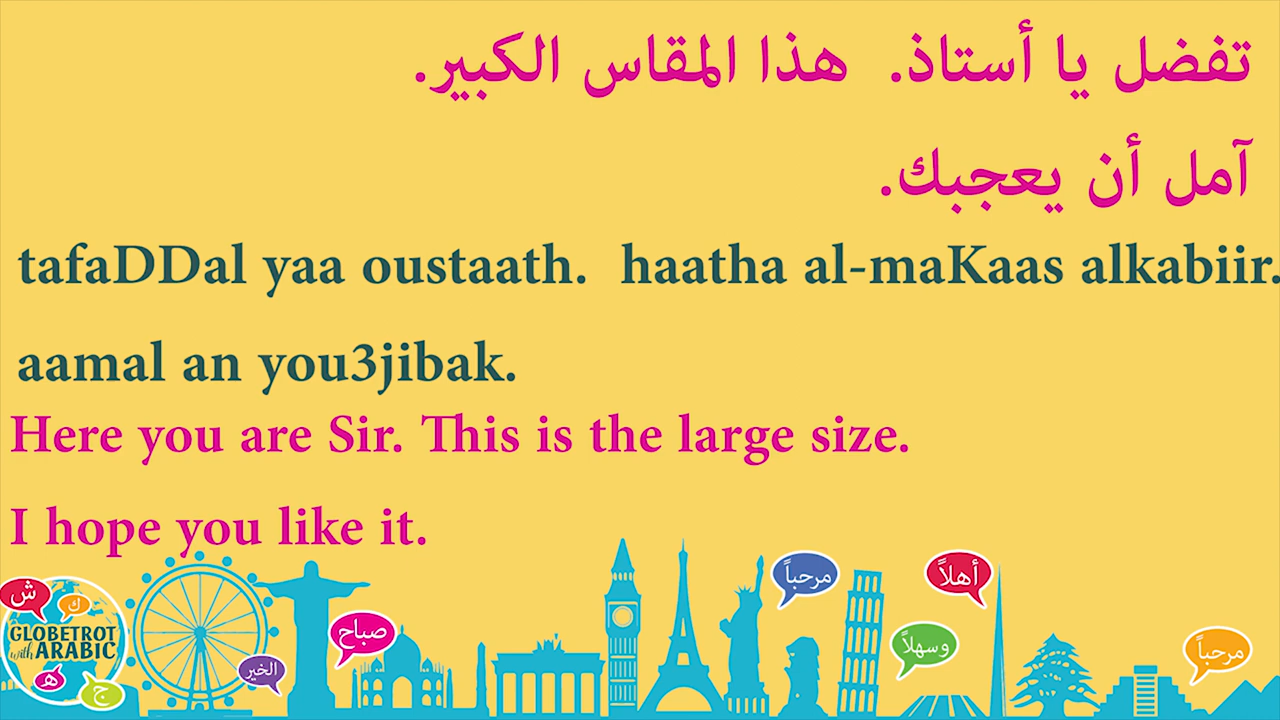 تفضل يا أستاذ. هذا المقاس الكبير.
آمل أن يعجبك.
tafaDDal yaa oustaath. haatha al-maKaas alkabiir.
aamal an you3jibak.
Here you are Sir. This is the large size.
I hope you like it.
ش
ك
GLOBETROT
with ARABIC
ه
ج
الخير
صباح
مرحباً
أهلاً
وسهلاً
مرحباً